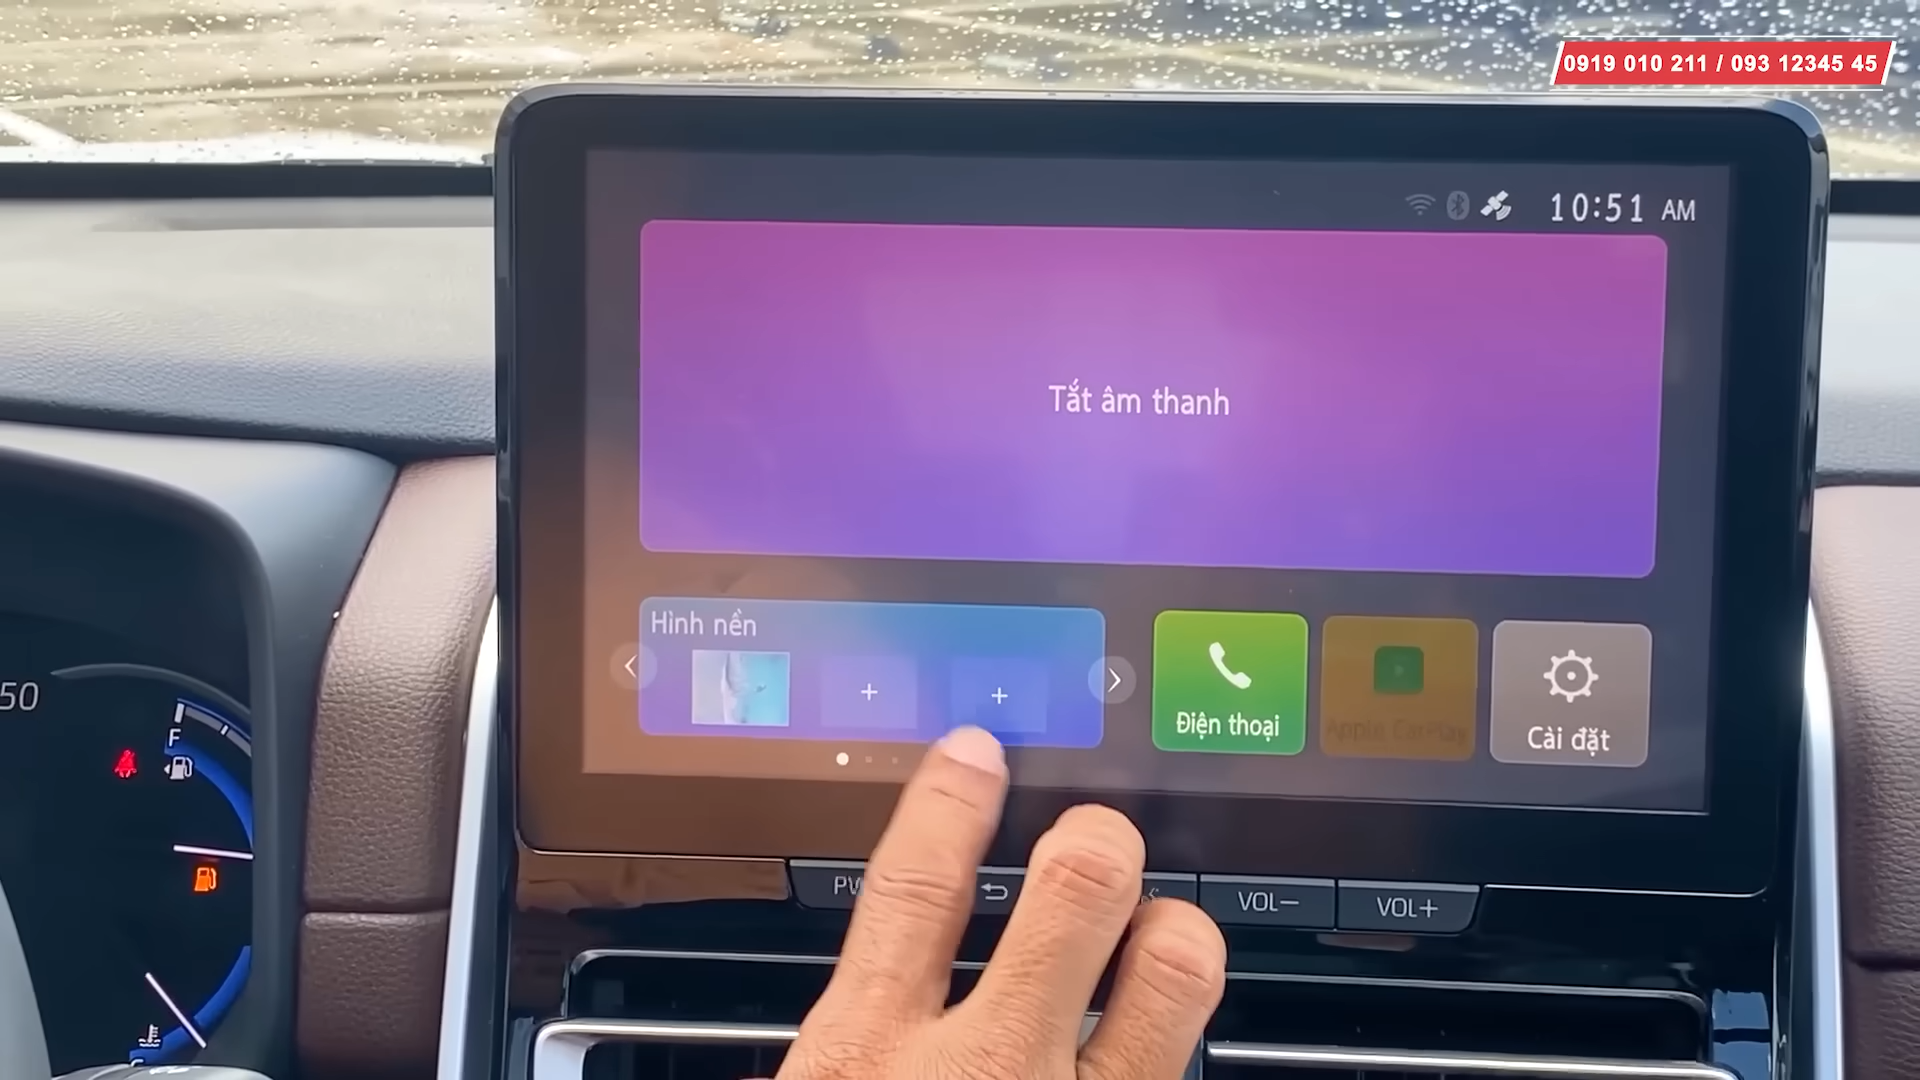 0919 010 211 / 093 12345 45
10:51 AM
Tắt âm thanh
Hình nền
Điện thoại
Apple CarPlay
Cài đặt
50
F
VOL−
VOL+